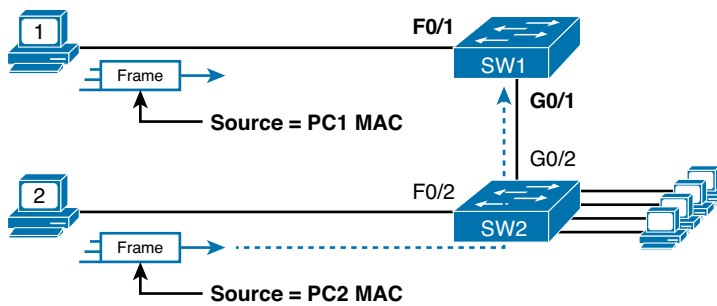 1
F0/1
SW1
Frame
G0/1
Source = PC1 MAC
G0/2
2
F0/2
SW2
Frame
Source = PC2 MAC